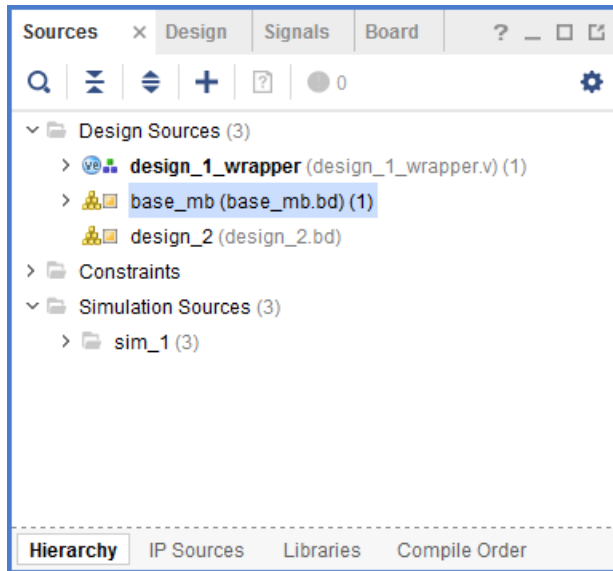 Sources × Design Signals Board ? _
? 0
Design Sources (3)
design_1_wrapper (design_1_wrapper.v) (1)
base_mb (base_mb.bd) (1)
design_2 (design_2.bd)
Constraints
Simulation Sources (3)
sim_1 (3)
Hierarchy IP Sources Libraries Compile Order